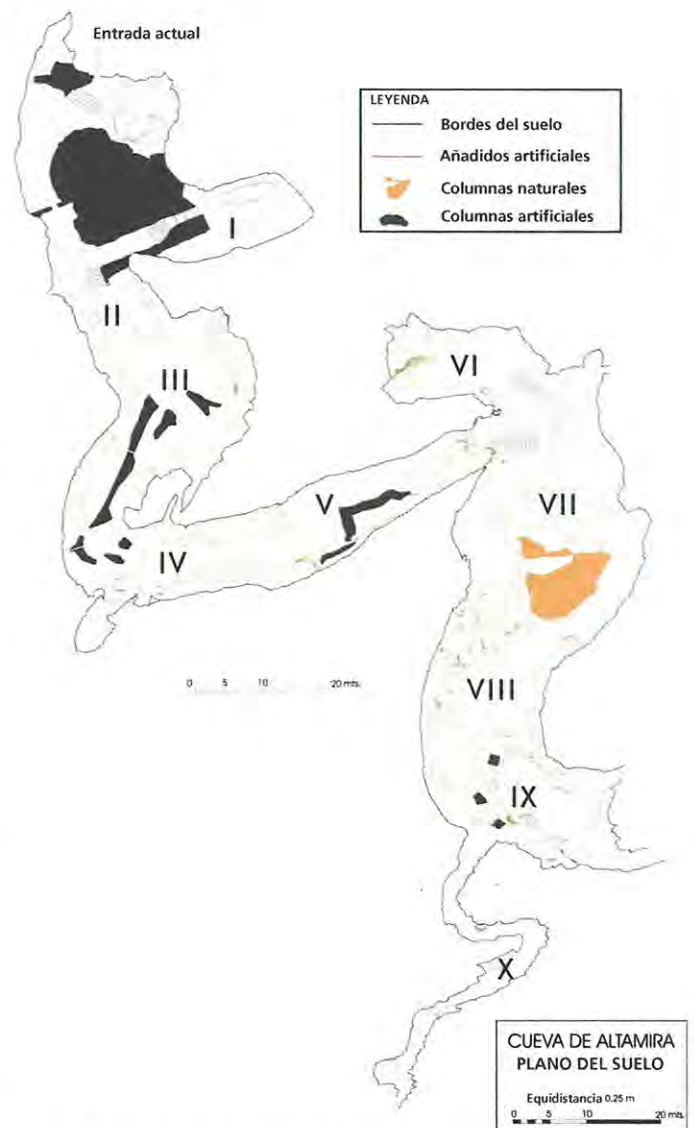 Entrada actual
LEYENDA
Bordes del suelo
Añadidos artificiales
Columnas naturales
Columnas artificiales
I
II
III
VI
V
VII
IV
0 5 10 20 mts.
VIII
IX
X
CUEVA DE ALTAMIRA
PLANO DEL SUELO
Equidistancia 0.25 m
0 5 10 20 mts.